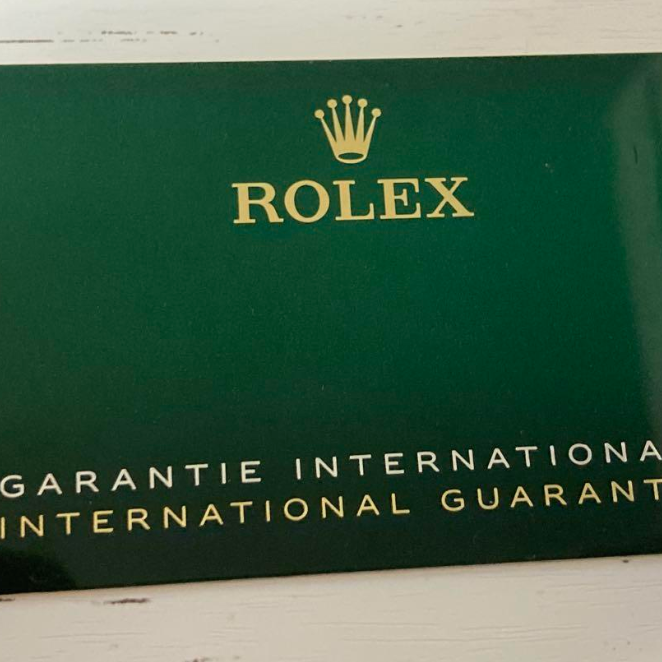 ROLEX
GARANTIE INTERNATIONA
INTERNATIONAL GUARANT